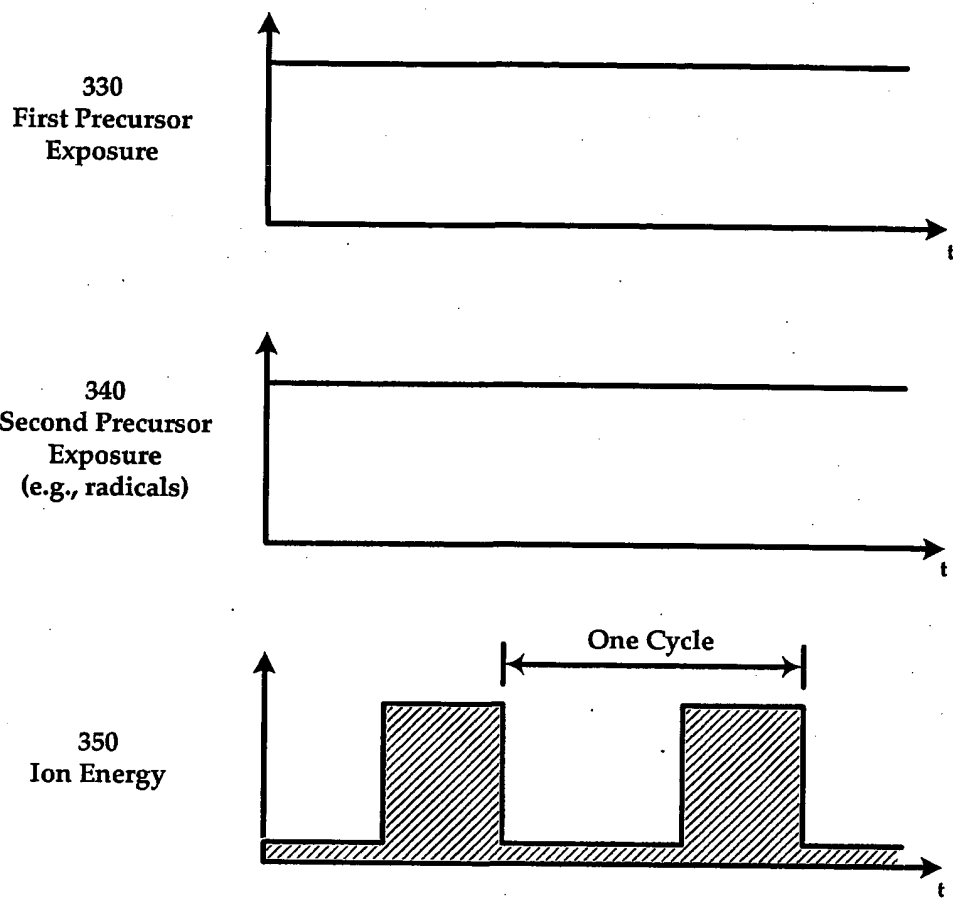 330
First Precursor
Exposure
t
340
Second Precursor
Exposure
(e.g., radicals)
t
One Cycle
350
Ion Energy
t